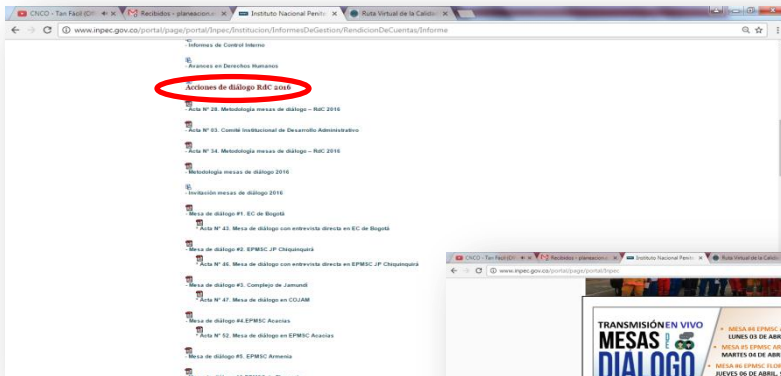 CNCO - Tan Fácil (DI
Recibidos - planeacion.e
Instituto Nacional Penite
Ruta Virtual de la Calida
www.inpec.gov.co/portal/page/portal/Inpec/Institucion/InformesDeGestion/RendicionDeCuentas/Informe
- Informes de Control Interno
- Avances en Derechos Humanos
Acciones de diálogo RdC 2016
- Acta N° 28. Metodología mesas de diálogo – RdC 2016
- Acta N° 53. Comité Institucional de Desarrollo Administrativo
- Acta N° 34. Metodología mesas de diálogo – RdC 2016
- Metodología mesas de diálogo 2016
- Invitación mesas de diálogo 2016
- Mesa de diálogo #1. EC de Bogotá
* Acta N° 43. Mesa de diálogo con entrevista directa en EC de Bogotá
- Mesa de diálogo #2. EPMSC JP Chiquinquirá
* Acta N° 46. Mesa de diálogo con entrevista directa en EPMSC JP Chiquinquirá
- Mesa de diálogo #3. Complejo de Jamundí
* Acta N° 47. Mesa de diálogo en COJAM
- Mesa de diálogo #4.EPMSC Acacías
* Acta N° 52. Mesa de diálogo en EPMSC Acacías
- Mesa de diálogo #5. EPMSC Armenia
CNCO - Tan Fácil (DI
Recibidos - planeacion.e
Instituto Nacional Penite
Ruta Virtual de la Calida
www.inpec.gov.co/portal/page/portal/Inpec
TRANSMISIÓN EN VIVO
MESAS DE
DIÁLOGO
• MESA #4 EPMSC
LUNES 03 DE ABR
• MESA #5 EPMSC AR
MARTES 04 DE ABR
MESA #6 EPMSC FLOR
JUEVES 06 DE ABRIL,